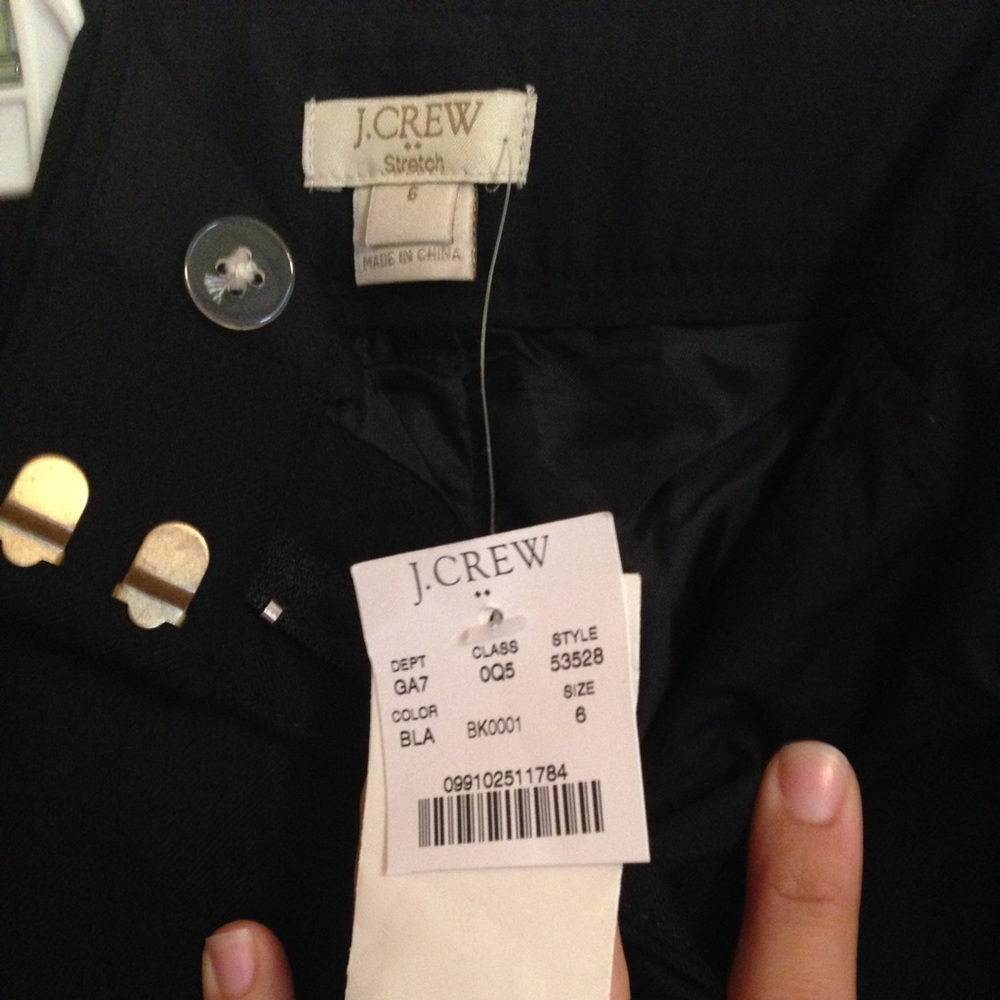 J.CREW
Stretch
6
MADE IN CHINA
J.CREW
DEPT CLASS STYLE
GA7 0Q5 53528
COLOR SIZE
BLA BK0001 6
099102511784